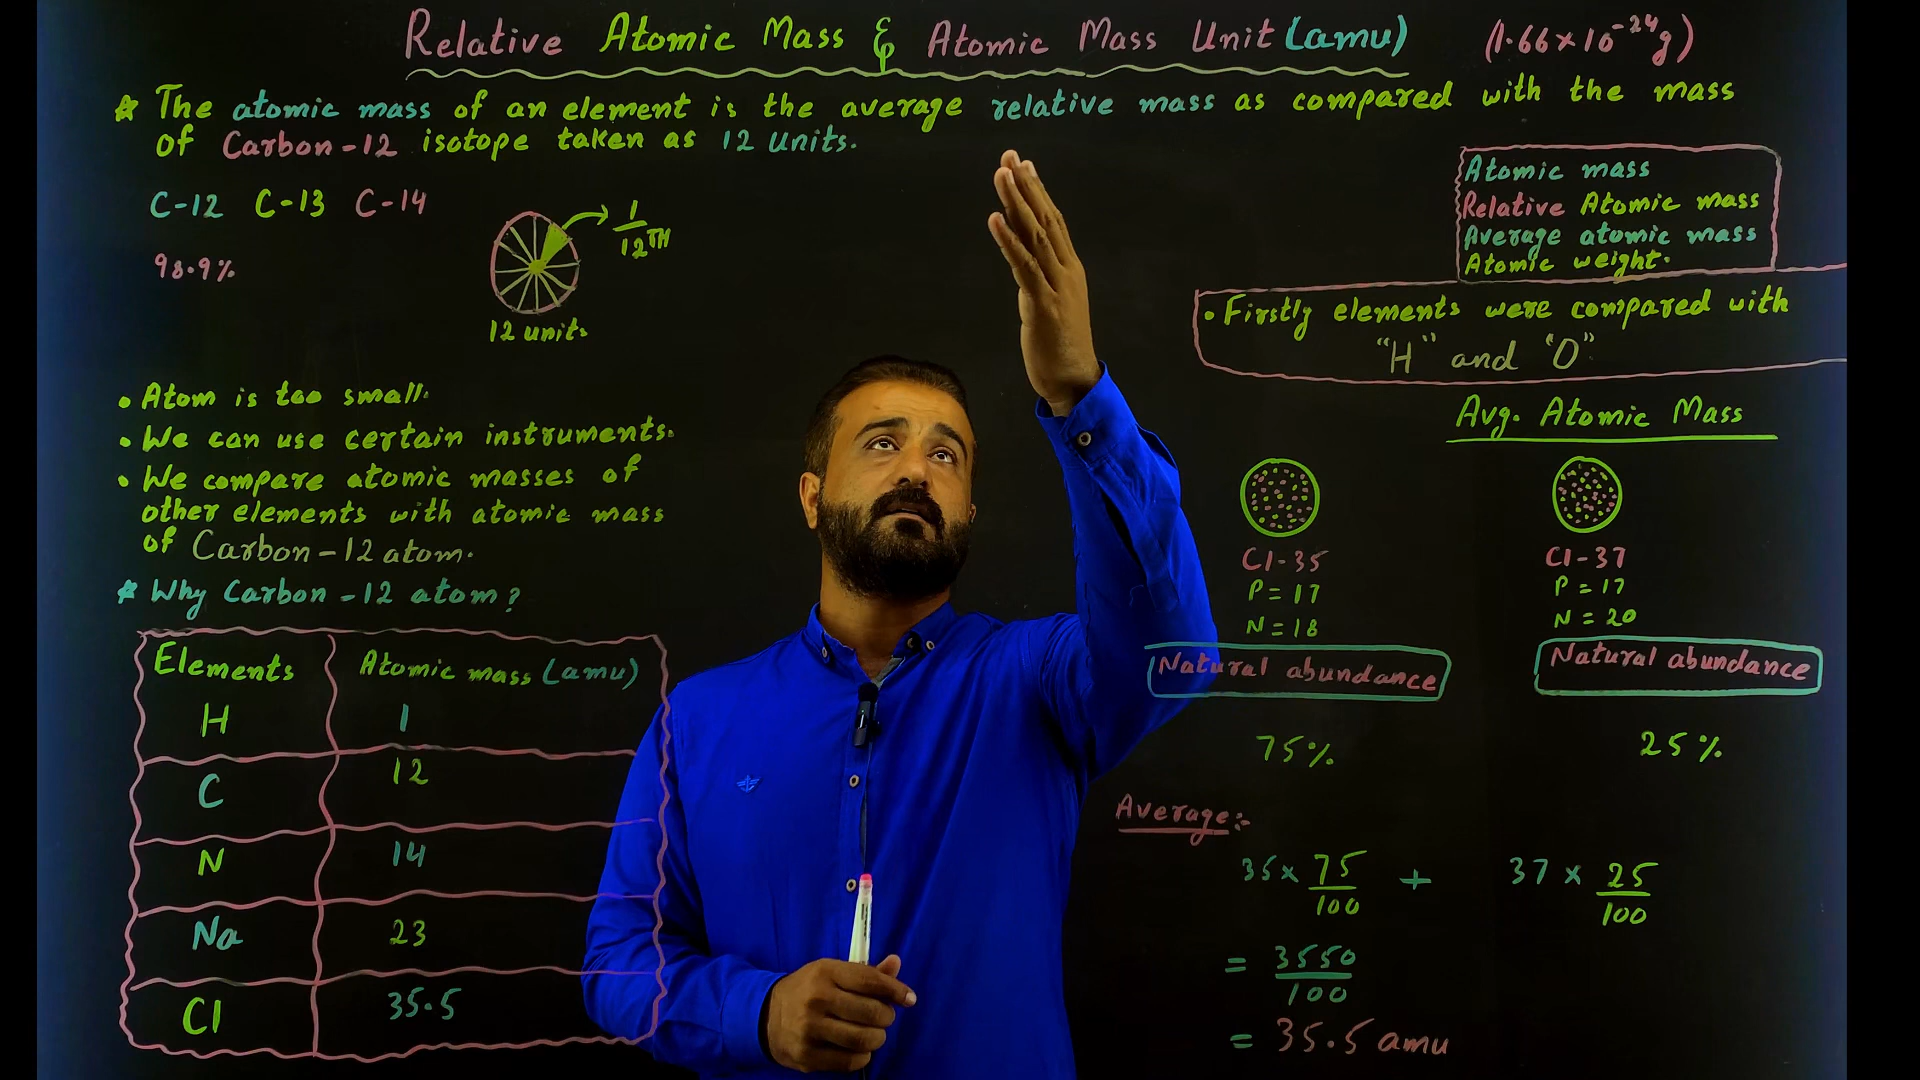 Relative Atomic Mass & Atomic Mass Unit (amu) (1.66×10⁻²⁴g)
☆ The atomic mass of an element is the average relative mass as compared with the mass
of Carbon-12 isotope taken as 12 units.
C-12 C-13 C-14
98.9%
1/12TH
12 units
Atomic mass
Relative Atomic mass
Average atomic mass
Atomic weight.
• Firstly elements were compared with
"H" and "O"
• Atom is too small.
• We can use certain instruments.
• We compare atomic masses of
other elements with atomic mass
of Carbon-12 atom.
☆ Why Carbon-12 atom?
Elements Atomic mass (amu)
H 1
C 12
N 14
Na 23
Cl 35.5
Avg. Atomic Mass
Cl-35 Cl-37
P = 17 P = 17
N = 18 N = 20
Natural abundance Natural abundance
75% 25%
Average:-
35 × 75/100 + 37 × 25/100
= 3550/100
= 35.5 amu